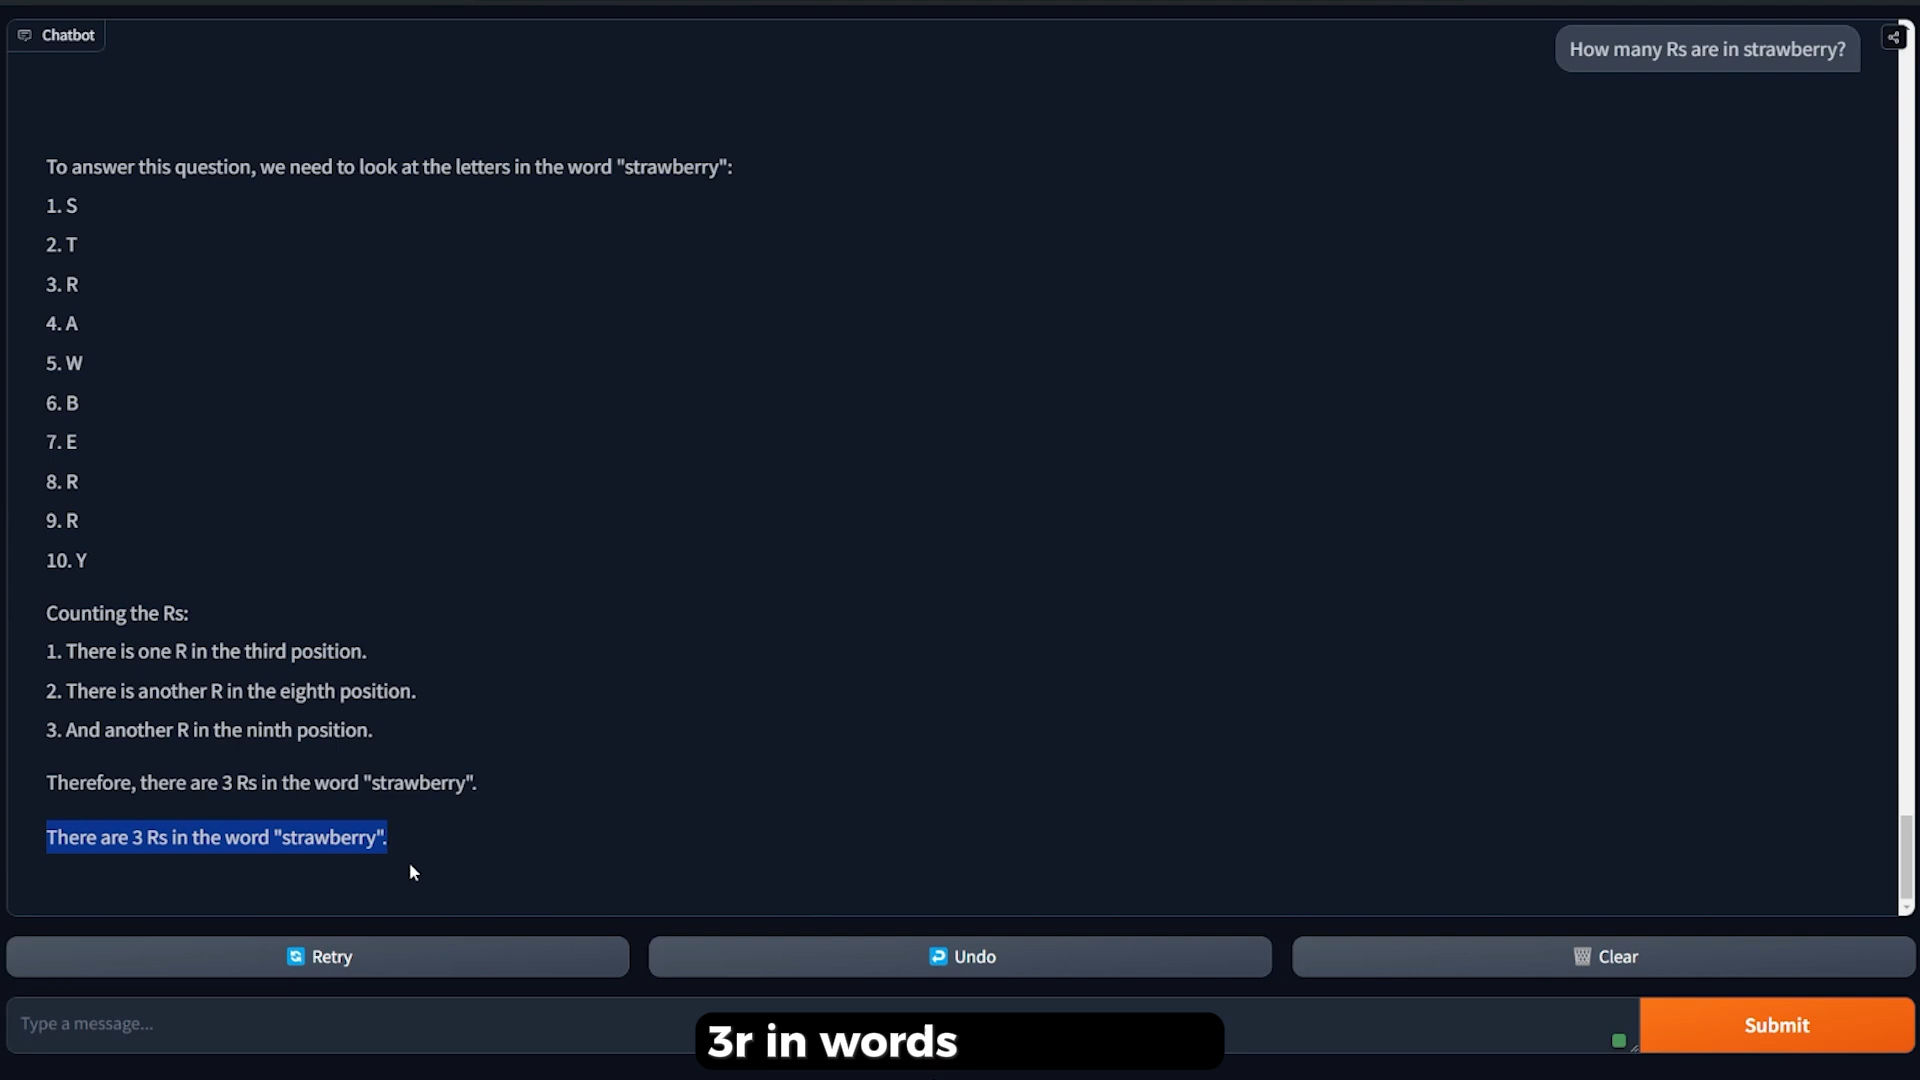 Chatbot
How many Rs are in strawberry?
To answer this question, we need to look at the letters in the word "strawberry":
1. S
2. T
3. R
4. A
5. W
6. B
7. E
8. R
9. R
10. Y
Counting the Rs:
1. There is one R in the third position.
2. There is another R in the eighth position.
3. And another R in the ninth position.
Therefore, there are 3 Rs in the word "strawberry".
There are 3 Rs in the word "strawberry".
Retry
Undo
Clear
Type a message...
Submit
3r in words